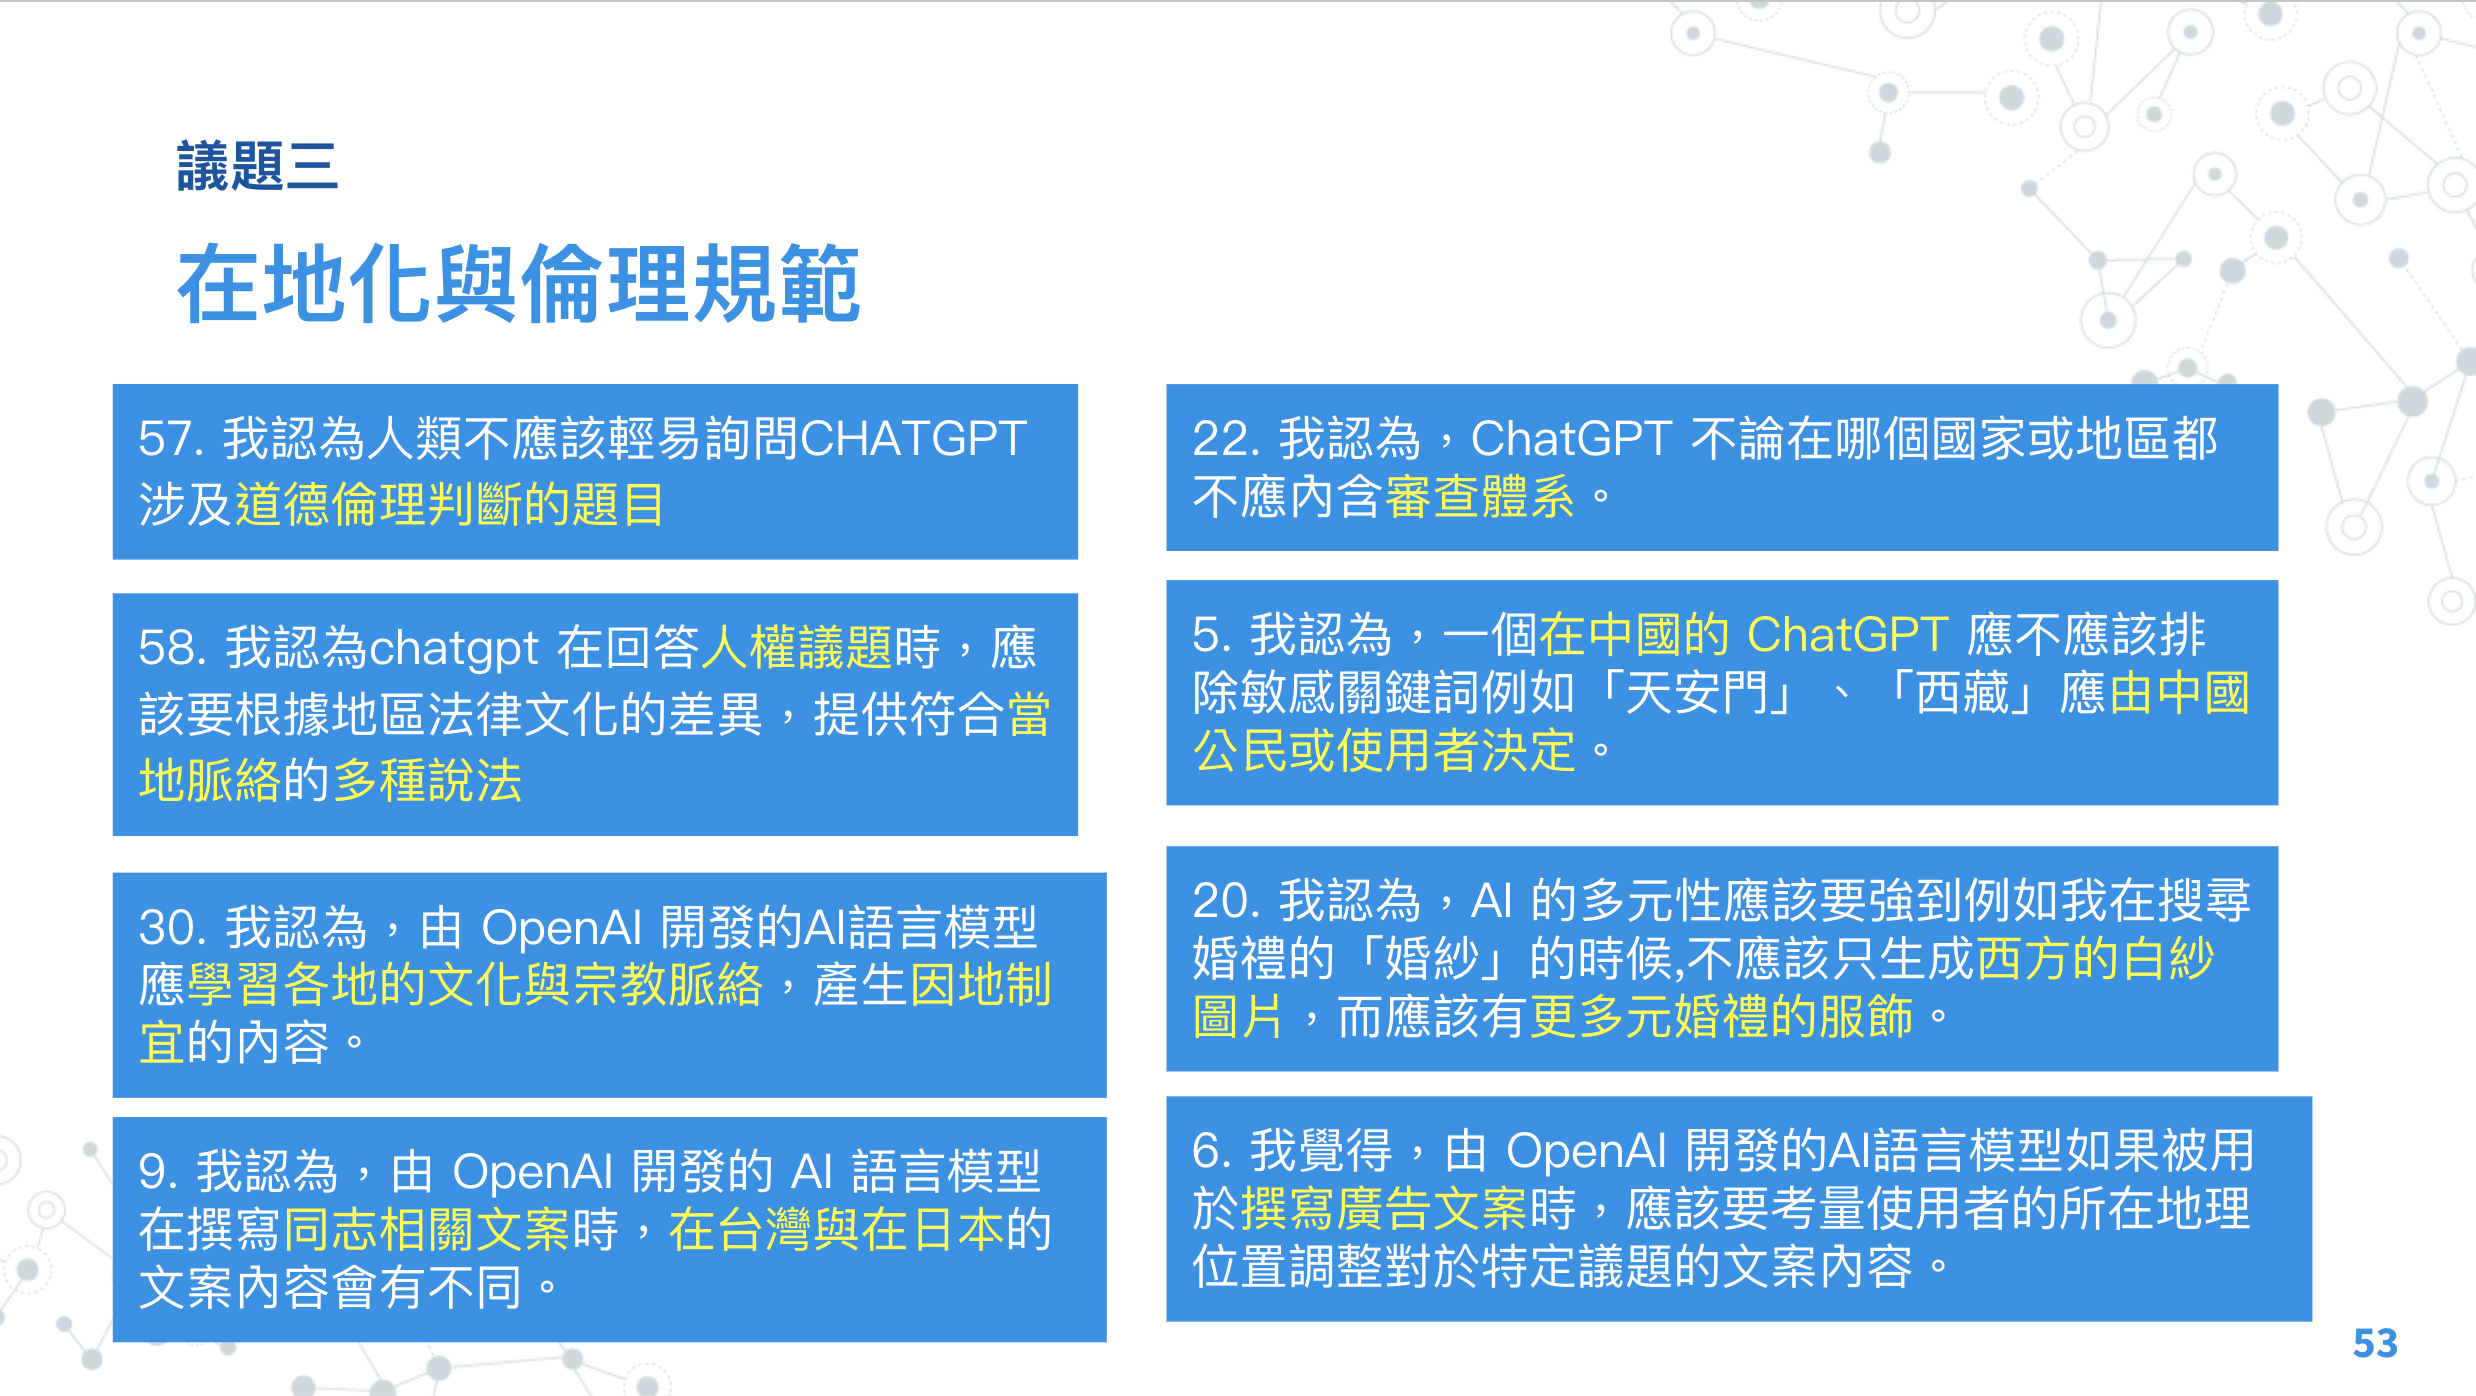 議題三
在地化與倫理規範
57. 我認為人類不應該輕易詢問CHATGPT
涉及道德倫理判斷的題目
58. 我認為chatgpt 在回答人權議題時，應
該要根據地區法律文化的差異，提供符合當
地脈絡的多種說法
30. 我認為，由 OpenAI 開發的AI語言模型
應學習各地的文化與宗教脈絡，產生因地制
宜的內容。
9. 我認為，由 OpenAI 開發的 AI 語言模型
在撰寫同志相關文案時，在台灣與在日本的
文案內容會有不同。
22. 我認為，ChatGPT 不論在哪個國家或地區都
不應內含審查體系。
5. 我認為，一個在中國的 ChatGPT 應不應該排
除敏感關鍵詞例如「天安門」、「西藏」應由中國
公民或使用者決定。
20. 我認為，AI 的多元性應該要強到例如我在搜尋
婚禮的「婚紗」的時候,不應該只生成西方的白紗
圖片，而應該有更多元婚禮的服飾。
6. 我覺得，由 OpenAI 開發的AI語言模型如果被用
於撰寫廣告文案時，應該要考量使用者的所在地理
位置調整對於特定議題的文案內容。
53